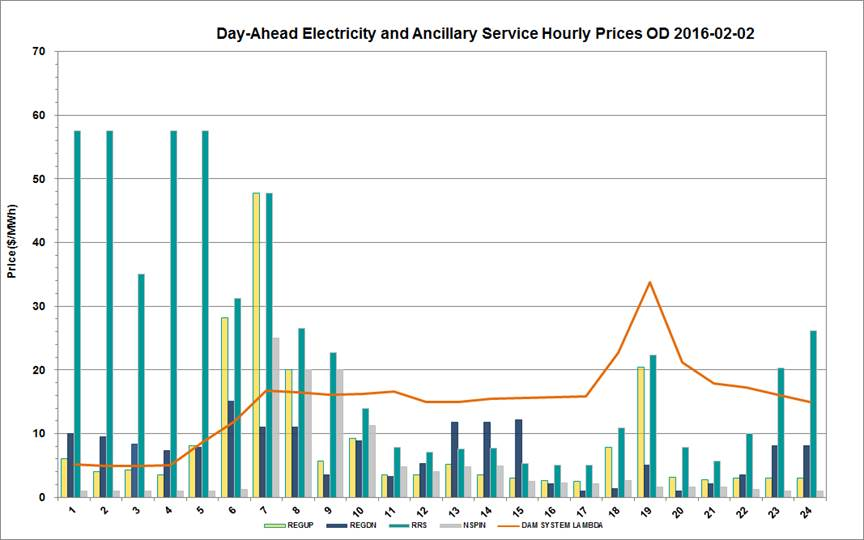 Day-Ahead Electricity and Ancillary Service Hourly Prices OD 2016-02-02
70
60
50
40
30
20
10
0
Price($/MWh)
1 2 3 4 5 6 7 8 9 10 11 12 13 14 15 16 17 18 19 20 21 22 23 24
REGUP REGDN RRS NSPIN DAM SYSTEM LAMBDA